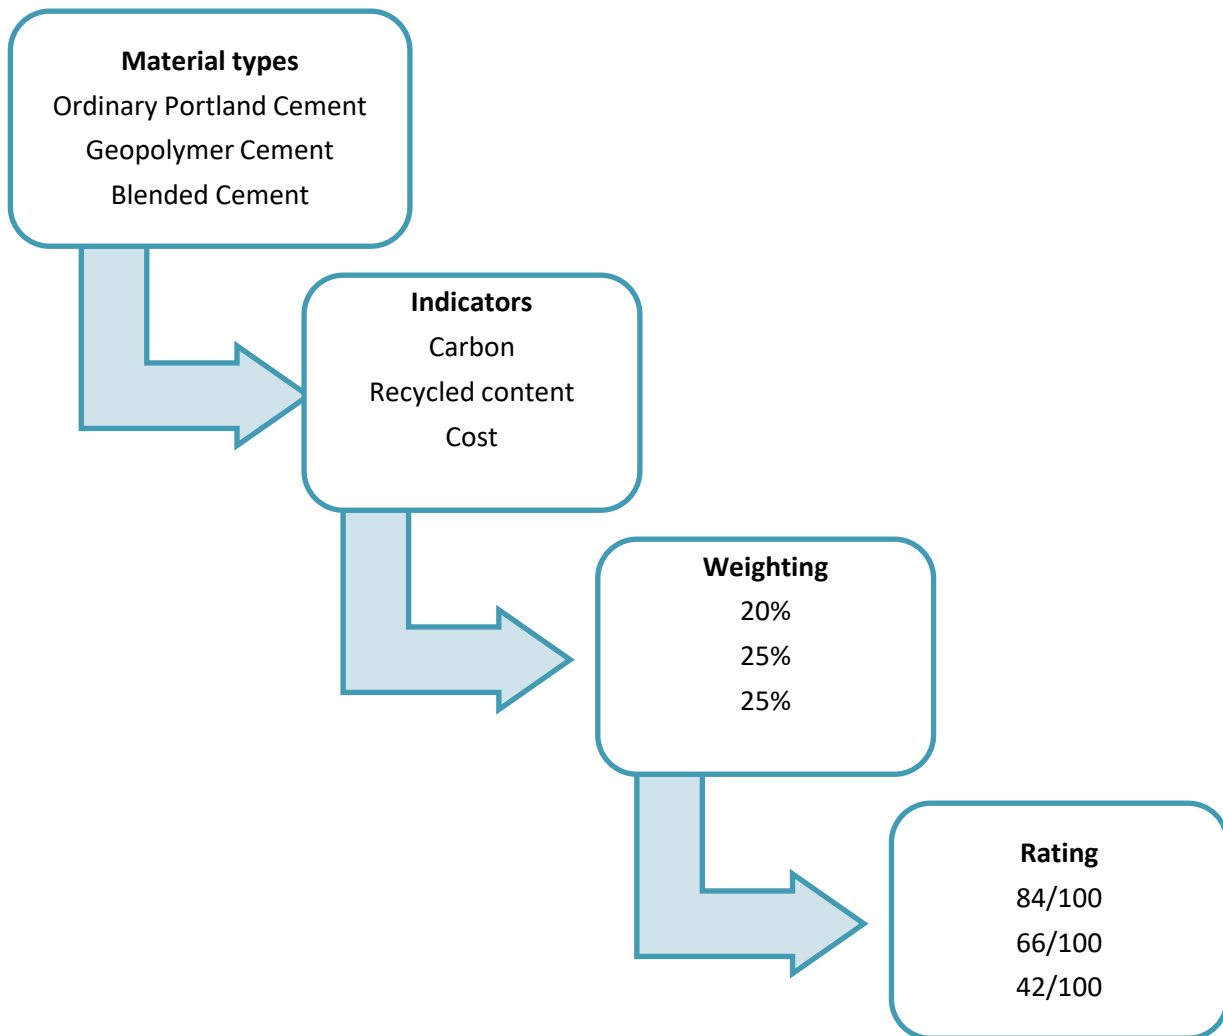 Material types
Ordinary Portland Cement
Geopolymer Cement
Blended Cement
Indicators
Carbon
Recycled content
Cost
Weighting
20%
25%
25%
Rating
84/100
66/100
42/100